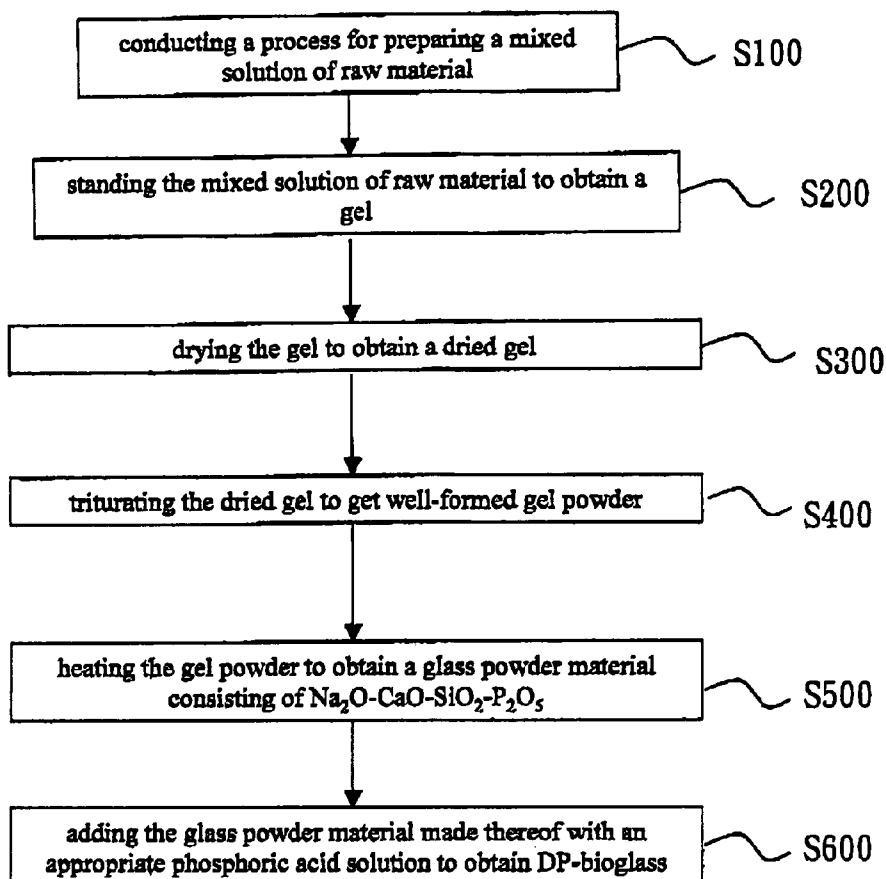 conducting a process for preparing a mixed
solution of raw material
S100
standing the mixed solution of raw material to obtain a
gel
S200
drying the gel to obtain a dried gel
S300
triturating the dried gel to get well-formed gel powder
S400
heating the gel powder to obtain a glass powder material
consisting of Na₂O-CaO-SiO₂-P₂O₅
S500
adding the glass powder material made thereof with an
appropriate phosphoric acid solution to obtain DP-bioglass
S600